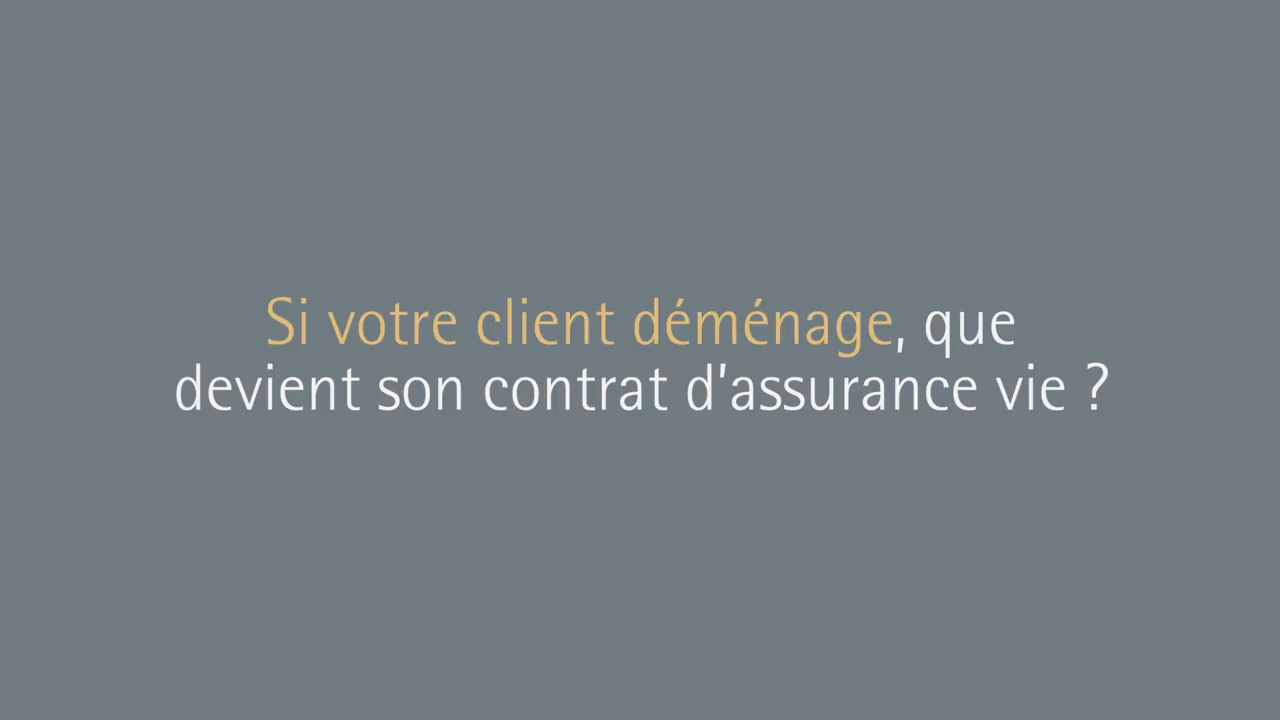 Si votre client déménage, que
devient son contrat d’assurance vie ?